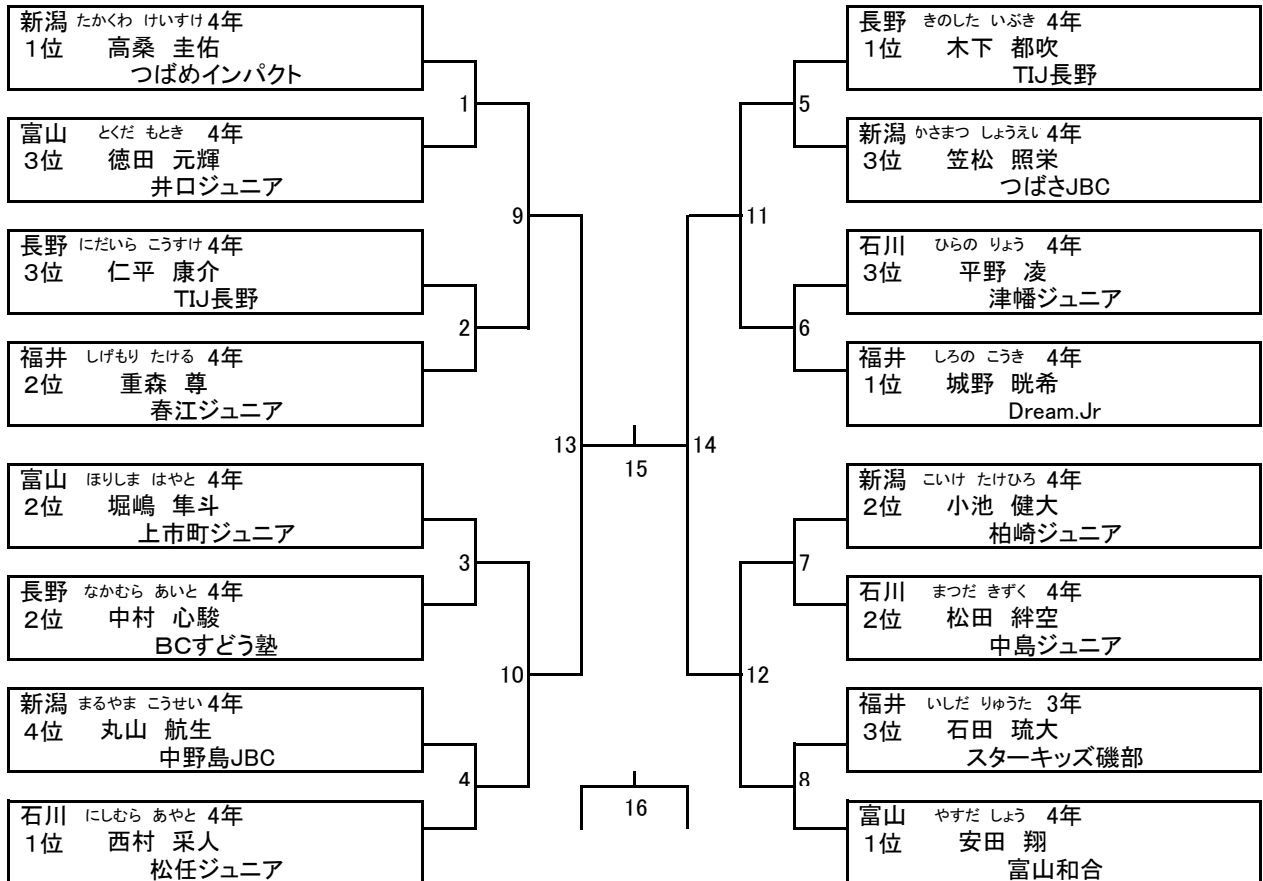 新潟 たかくわ けいすけ 4年
1位 高桑 圭佑
つばめインパクト
富山 とくだ もとき 4年
3位 徳田 元輝
井口ジュニア
長野 にだいら こうすけ 4年
3位 仁平 康介
TIJ長野
福井 しげもり たける 4年
2位 重森 尊
春江ジュニア
富山 ほりしま はやと 4年
2位 堀嶋 隼斗
上市町ジュニア
長野 なかむら あいと 4年
2位 中村 心駿
BCすどう塾
新潟 まるやま こうせい 4年
4位 丸山 航生
中野島JBC
石川 にしむら あやと 4年
1位 西村 采人
松任ジュニア
1
2
3
4
9
10
13
15
16
14
11
12
5
6
7
8
長野 きのした いぶき 4年
1位 木下 都吹
TIJ長野
新潟 かさまつ しょうえい 4年
3位 笠松 照栄
つばさJBC
石川 ひらの りょう 4年
3位 平野 凌
津幡ジュニア
福井 しろの こうき 4年
1位 城野 晄希
Dream.Jr
新潟 こいけ たけひろ 4年
2位 小池 健大
柏崎ジュニア
石川 まつだ きずく 4年
2位 松田 絆空
中島ジュニア
福井 いしだ りゅうた 3年
3位 石田 琉大
スターキッズ磯部
富山 やすだ しょう 4年
1位 安田 翔
富山和合